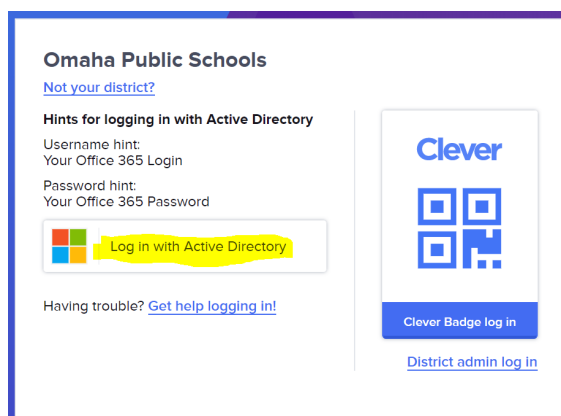 Omaha Public Schools
Not your district?
Hints for logging in with Active Directory
Username hint:
Your Office 365 Login
Password hint:
Your Office 365 Password
Log in with Active Directory
Having trouble? Get help logging in!
Clever
Clever Badge log in
District admin log in